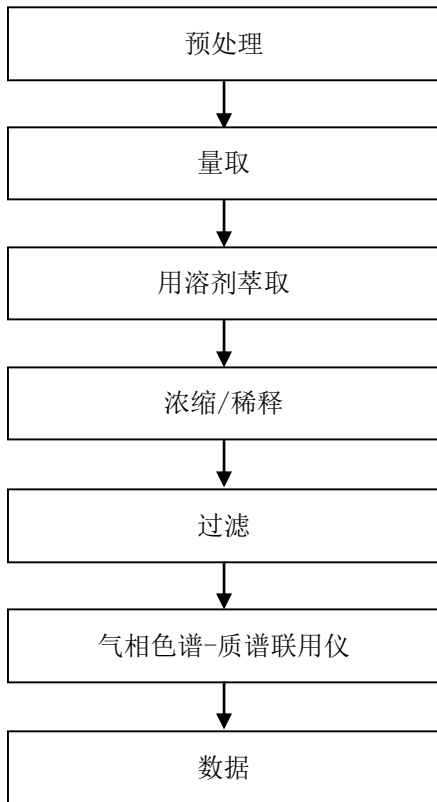 预处理
量取
用溶剂萃取
浓缩/稀释
过滤
气相色谱-质谱联用仪
数据